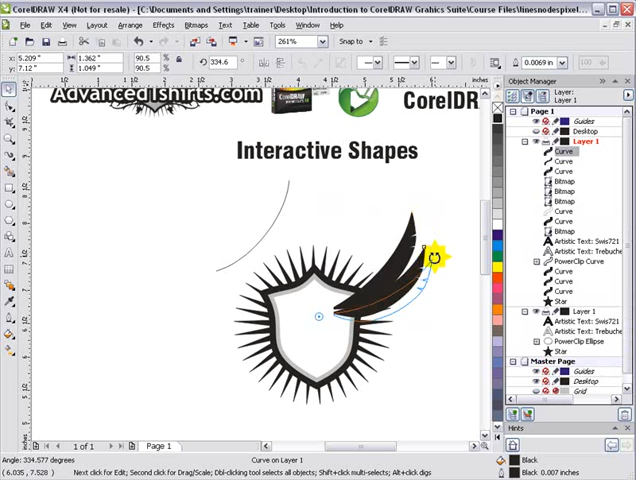 CorelDRAW X4 (Not for resale) - [C:\Documents and Settings\trainer\Desktop\Introduction to CorelDRAW Grahics Suite\Course Files\linesnodespixel...
File Edit View Layout Arrange Effects Bitmaps Text Table Tools Window Help
261% Snap to
x: 5.209 " 1.362 " 90.5 334.6 ° 0.0069 in
y: 7.12 " 1.049 " 90.5
inches
AdvancedTshirts.com
CorelDR
Interactive Shapes
Object Manager
Layer:
Layer 1
Page 1
Guides
Desktop
Layer 1
Curve
Curve
Curve
Bitmap
Bitmap
Bitmap
Curve
Curve
Bitmap
Artistic Text: Swis721
Artistic Text: Trebuche
PowerClip Curve
Curve
Curve
Curve
Star
Layer 1
Artistic Text: Swis721
Artistic Text: Trebuche
PowerClip Ellipse
Star
Master Page
Guides
Desktop
Grid
Hints
1 of 1 Page 1
Angle: 334.577 degrees Curve on Layer 1 Black
( 6.035, 7.528 ) Next click for Edit; Second click for Drag/Scale; Dbl-clicking tool selects all objects; Shift+click multi-selects; Alt+click digs Black 0.007 inches